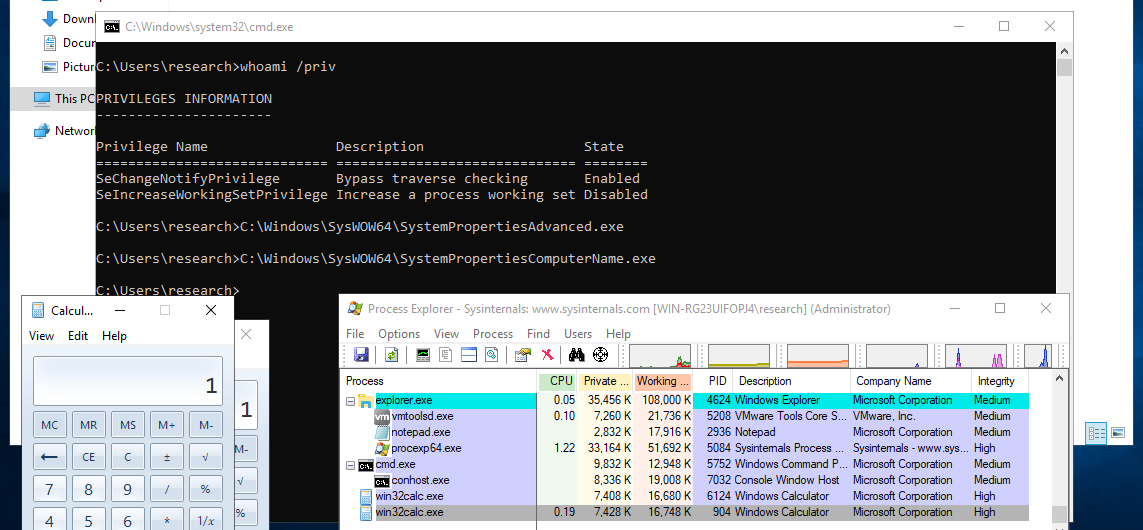 Downl
Docum
Picture
This PC
Network
C:\Windows\system32\cmd.exe
C:\Users\research>whoami /priv
PRIVILEGES INFORMATION
----------------------
Privilege Name Description State
============================= ============================== ========
SeChangeNotifyPrivilege Bypass traverse checking Enabled
SeIncreaseWorkingSetPrivilege Increase a process working set Disabled
C:\Users\research>C:\Windows\SysWOW64\SystemPropertiesAdvanced.exe
C:\Users\research>C:\Windows\SysWOW64\SystemPropertiesComputerName.exe
C:\Users\research>
Calcul...
View Edit Help
1
MC MR MS M+ M-
← CE C ± √
7 8 9 / %
4 5 6 * 1/x
1
M-
√
%
Process Explorer - Sysinternals: www.sysinternals.com [WIN-RG23UIFOPJ4\research] (Administrator)
File Options View Process Find Users Help
Process CPU Private ... Working ... PID Description Company Name Integrity
explorer.exe 0.05 35,456 K 108,000 K 4624 Windows Explorer Microsoft Corporation Medium
vmtoolsd.exe 0.10 7,260 K 21,736 K 5208 VMware Tools Core S... VMware, Inc. Medium
notepad.exe 2,832 K 17,916 K 2936 Notepad Microsoft Corporation Medium
procexp64.exe 1.22 33,164 K 51,692 K 5084 Sysinternals Process ... Sysinternals - www.sys... High
cmd.exe 9,832 K 12,948 K 5752 Windows Command P... Microsoft Corporation Medium
conhost.exe 8,336 K 19,008 K 7032 Console Window Host Microsoft Corporation Medium
win32calc.exe 7,408 K 16,680 K 6124 Windows Calculator Microsoft Corporation High
win32calc.exe 0.19 7,428 K 16,748 K 904 Windows Calculator Microsoft Corporation High